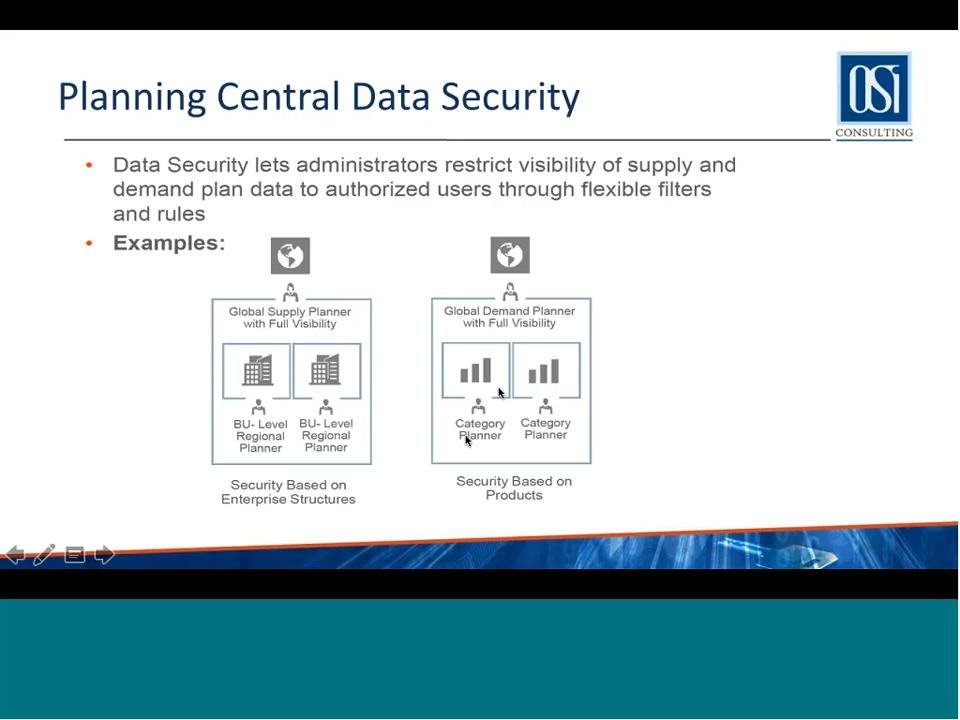 Planning Central Data Security
OSI
CONSULTING
• Data Security lets administrators restrict visibility of supply and
demand plan data to authorized users through flexible filters
and rules
• Examples:
Global Supply Planner
with Full Visibility
BU- Level
Regional
Planner
BU- Level
Regional
Planner
Security Based on
Enterprise Structures
Global Demand Planner
with Full Visibility
Category
Planner
Category
Planner
Security Based on
Products